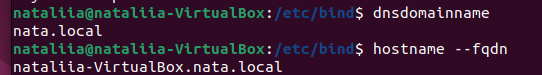 nataliia@nataliia-VirtualBox:/etc/bind$ dnsdomainname
nata.local
nataliia@nataliia-VirtualBox:/etc/bind$ hostname --fqdn
nataliia-VirtualBox.nata.local